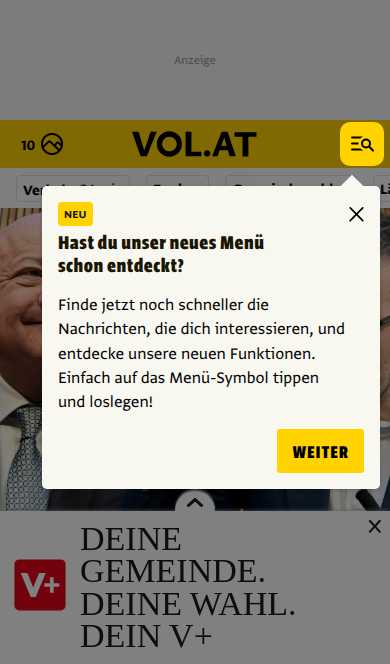 Anzeige
10
VOL.AT
NEU
Hast du unser neues Menü
schon entdeckt?
Finde jetzt noch schneller die
Nachrichten, die dich interessieren, und
entdecke unsere neuen Funktionen.
Einfach auf das Menü-Symbol tippen
und loslegen!
WEITER
V+
DEINE
GEMEINDE.
DEINE WAHL.
DEIN V+